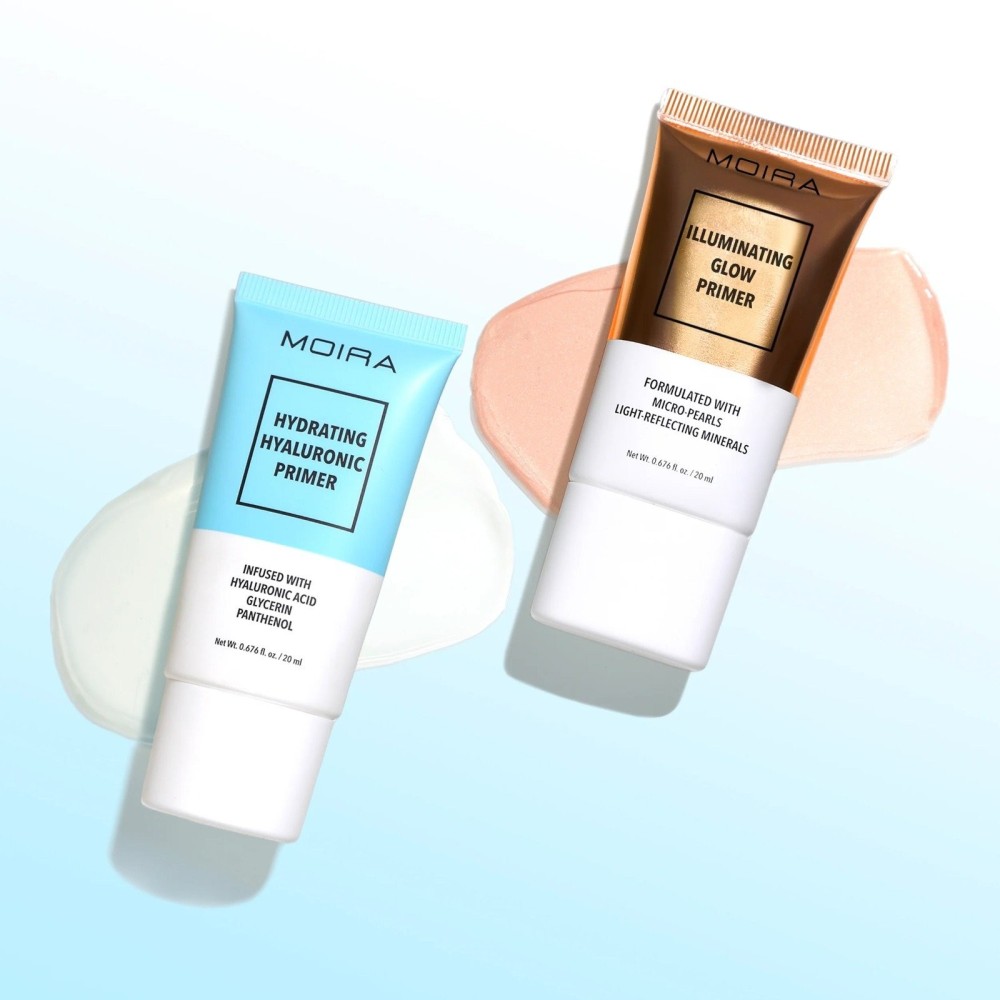 MOIRA
HYDRATING
HYALURONIC
PRIMER
INFUSED WITH
HYALURONIC ACID
GLYCERIN
PANTHENOL
Net Wt. 0.676 fl. oz. / 20 ml
MOIRA
ILLUMINATING
GLOW
PRIMER
FORMULATED WITH
MICRO-PEARLS
LIGHT-REFLECTING MINERALS
Net Wt. 0.676 fl. oz. / 20 ml